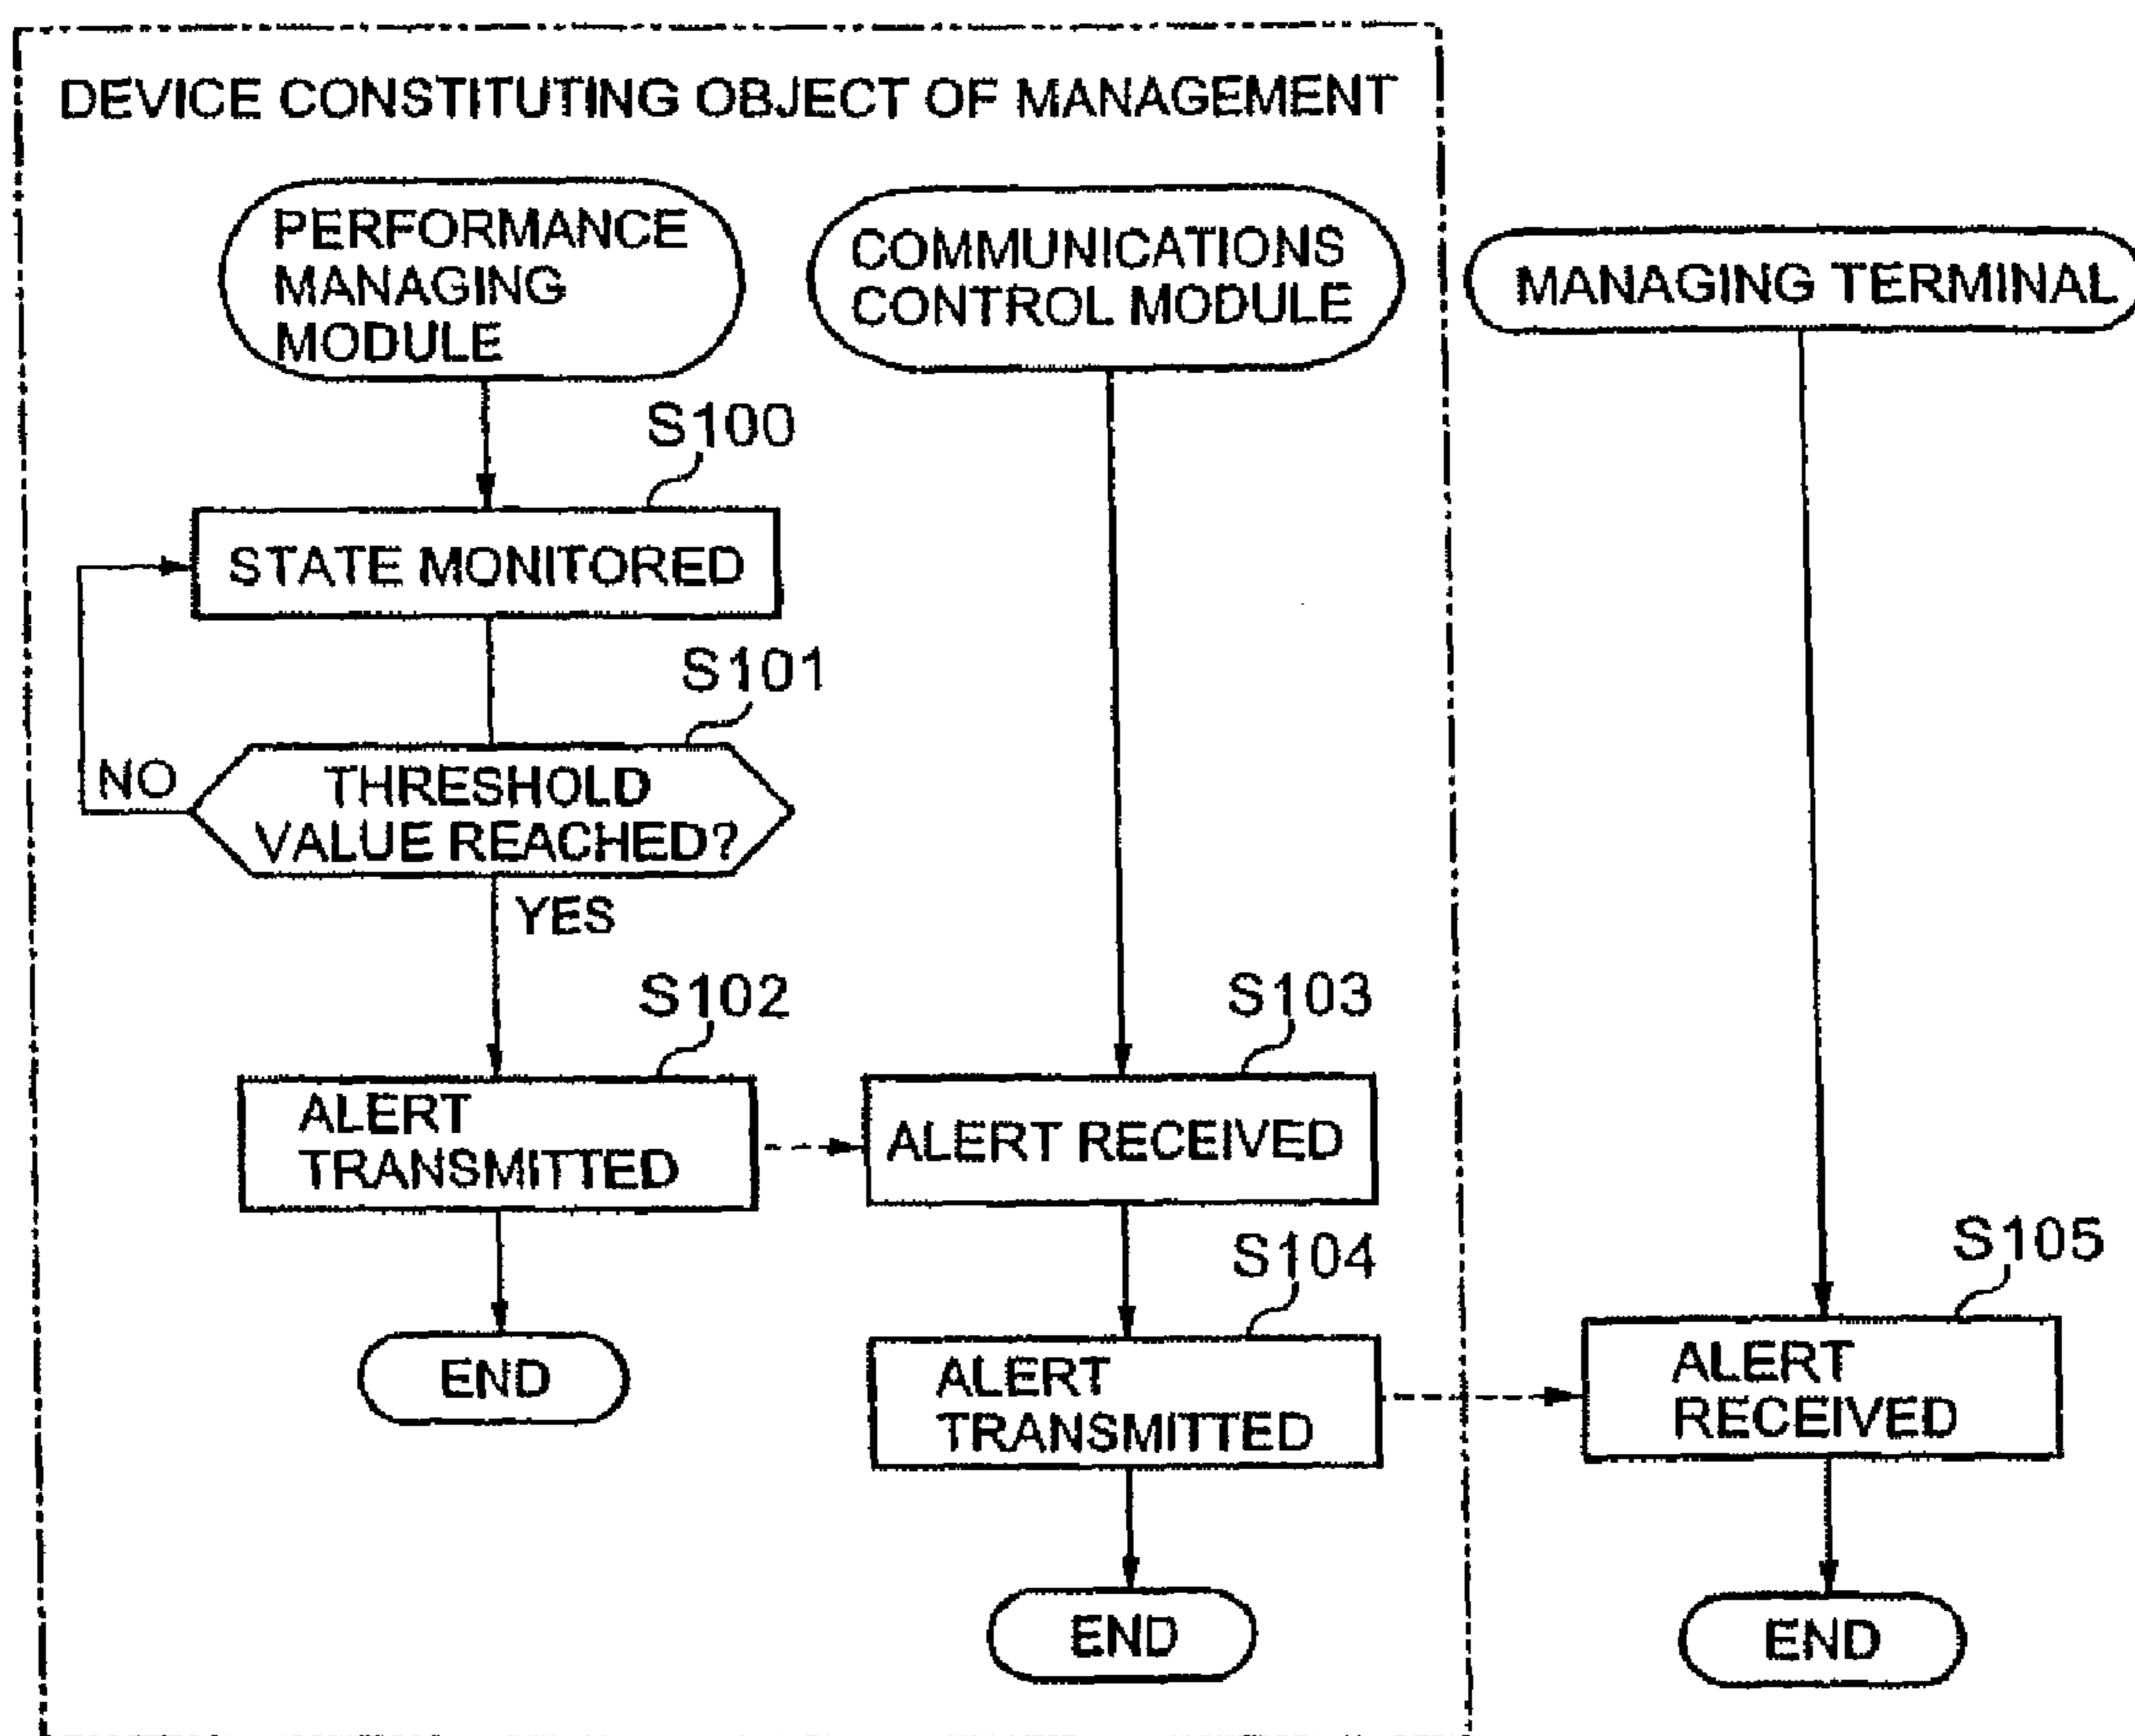 DEVICE CONSTITUTING OBJECT OF MANAGEMENT
PERFORMANCE
MANAGING
MODULE
COMMUNICATIONS
CONTROL MODULE
MANAGING TERMINAL
S100
STATE MONITORED
S101
NO
THRESHOLD
VALUE REACHED?
YES
S102
S103
ALERT
TRANSMITTED
ALERT RECEIVED
S104
S105
END
ALERT
TRANSMITTED
ALERT
RECEIVED
END
END